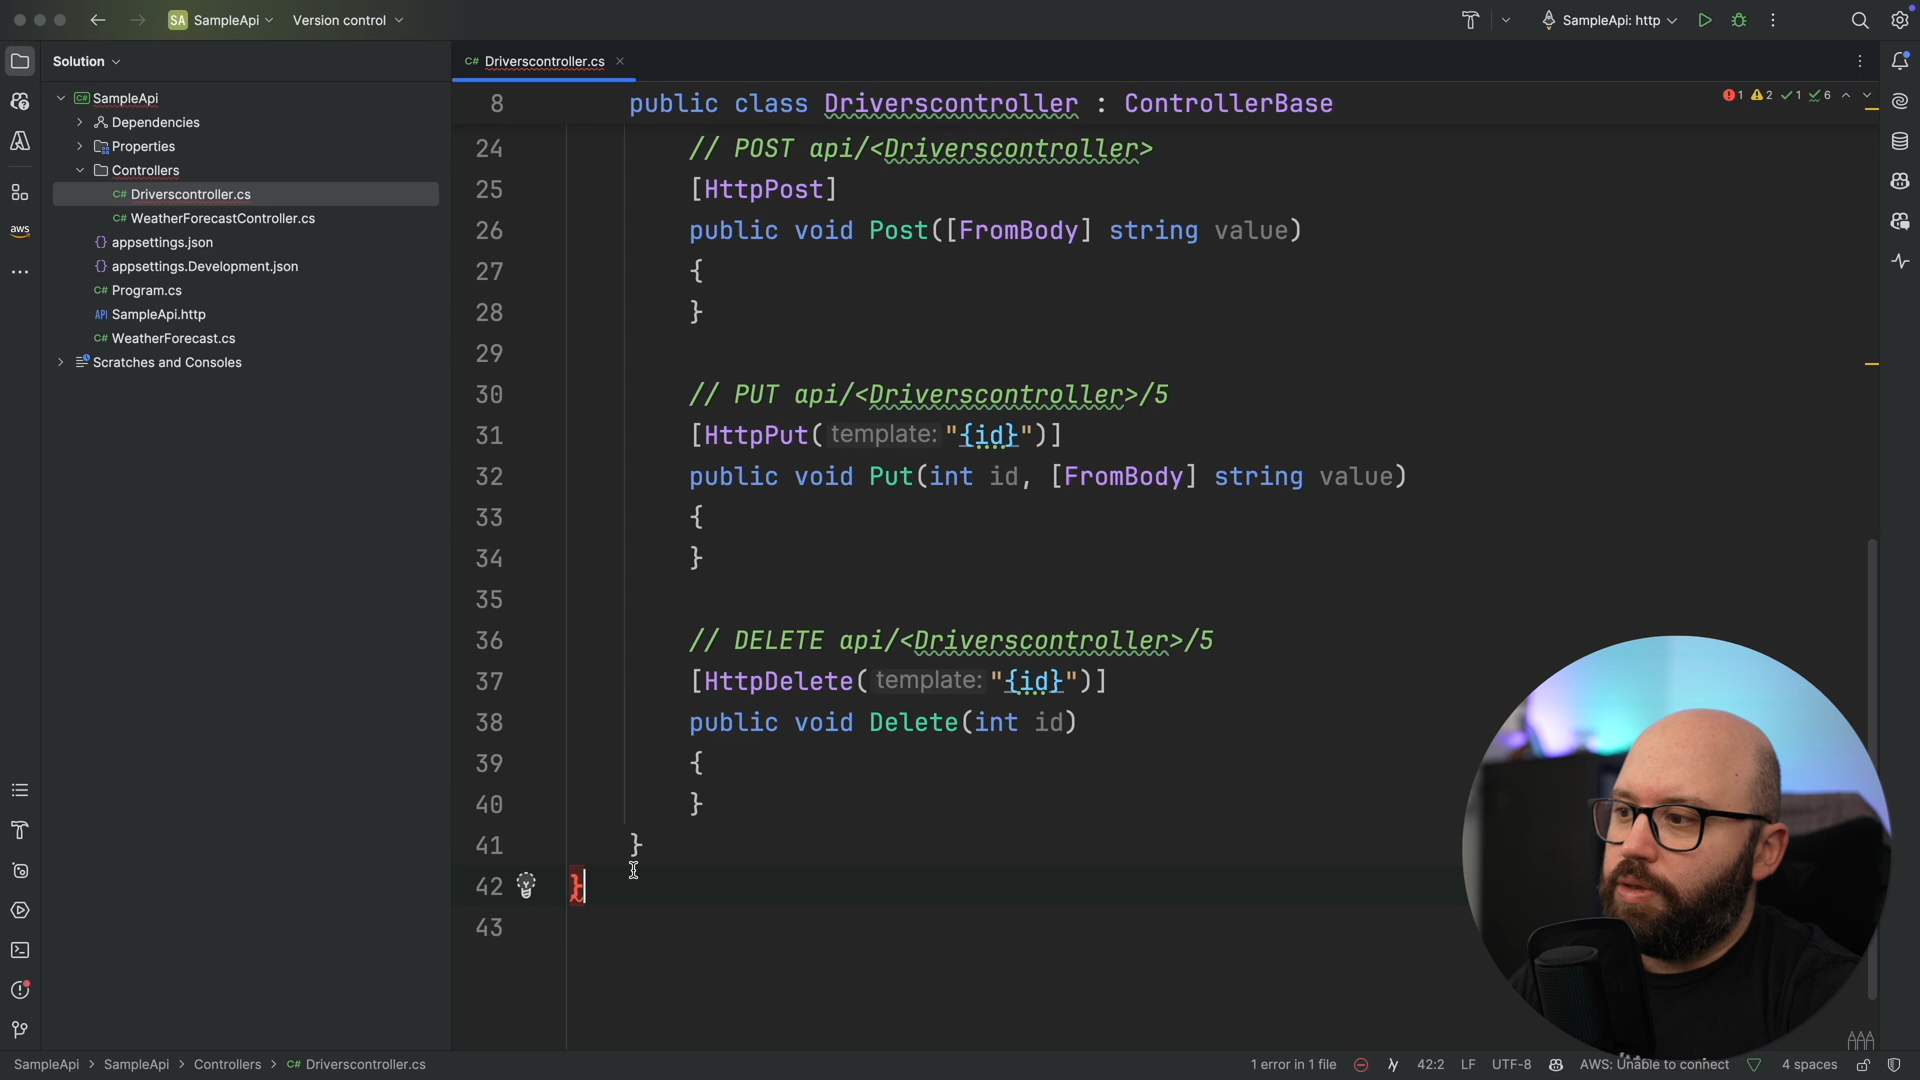 SA SampleApi
Version control
SampleApi: http
Solution
C# Driverscontroller.cs
C# SampleApi
Dependencies
Properties
Controllers
C# Driverscontroller.cs
C# WeatherForecastController.cs
{} appsettings.json
{} appsettings.Development.json
C# Program.cs
API SampleApi.http
C# WeatherForecast.cs
Scratches and Consoles
aws
8 public class Driverscontroller : ControllerBase
1 2 1 6
24 // POST api/<Driverscontroller>
25 [HttpPost]
26 public void Post([FromBody] string value)
27 {
28 }
29
30 // PUT api/<Driverscontroller>/5
31 [HttpPut( template: "{id}")]
32 public void Put(int id, [FromBody] string value)
33 {
34 }
35
36 // DELETE api/<Driverscontroller>/5
37 [HttpDelete( template: "{id}")]
38 public void Delete(int id)
39 {
40 }
41 }
42 }
43
SampleApi > SampleApi > Controllers > C# Driverscontroller.cs
1 error in 1 file
42:2
LF
UTF-8
AWS: Unable to connect
4 spaces